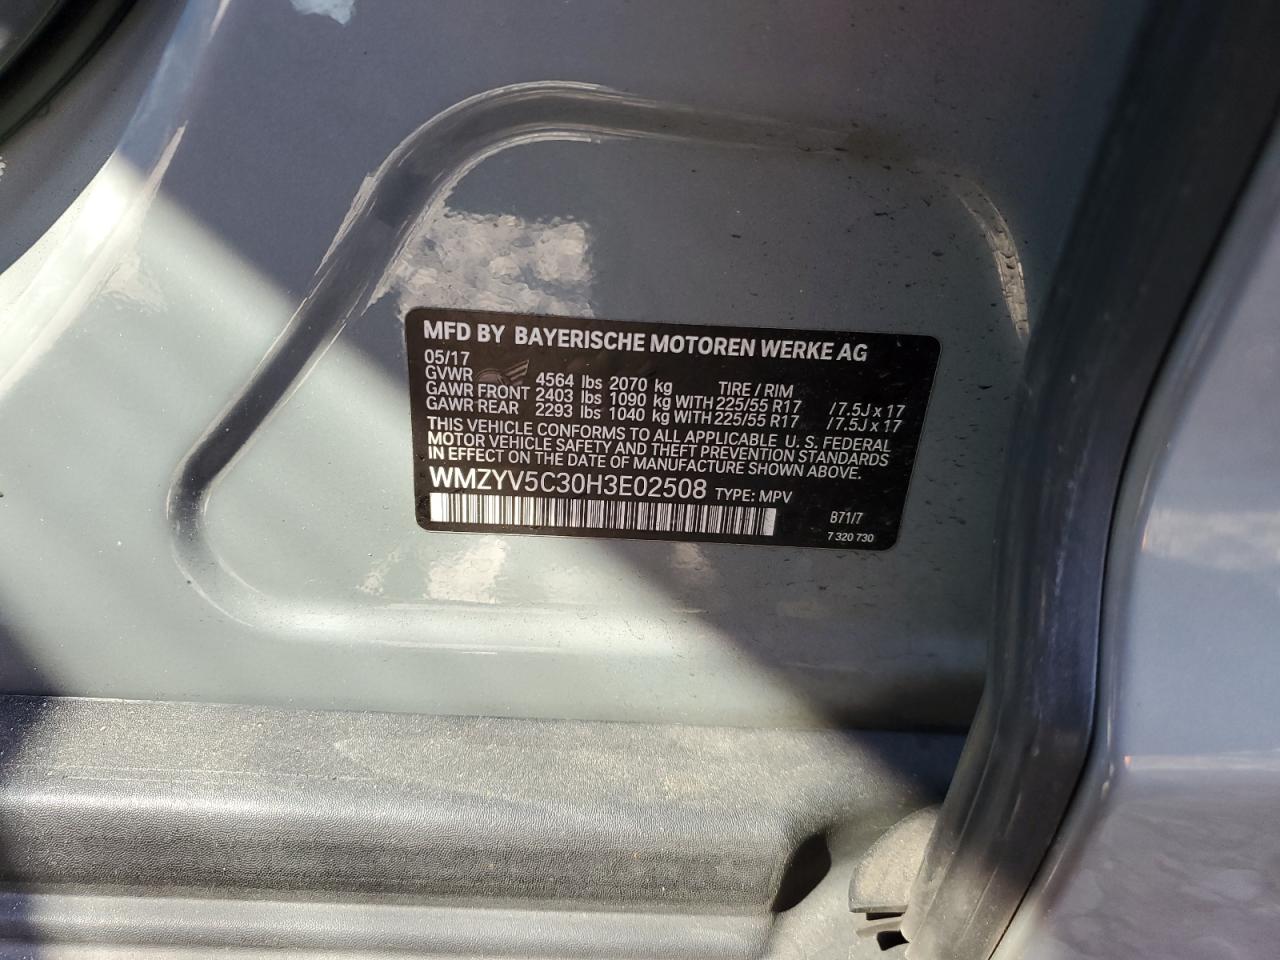 MFD BY BAYERISCHE MOTOREN WERKE AG
05/17
GVWR 4564 lbs 2070 kg TIRE / RIM
GAWR FRONT 2403 lbs 1090 kg WITH 225/55 R17 /7.5J x 17
GAWR REAR 2293 lbs 1040 kg WITH 225/55 R17 /7.5J x 17
THIS VEHICLE CONFORMS TO ALL APPLICABLE U. S. FEDERAL
MOTOR VEHICLE SAFETY AND THEFT PREVENTION STANDARDS
IN EFFECT ON THE DATE OF MANUFACTURE SHOWN ABOVE.
WMZYV5C30H3E02508 TYPE: MPV
B71/7
7 320 730